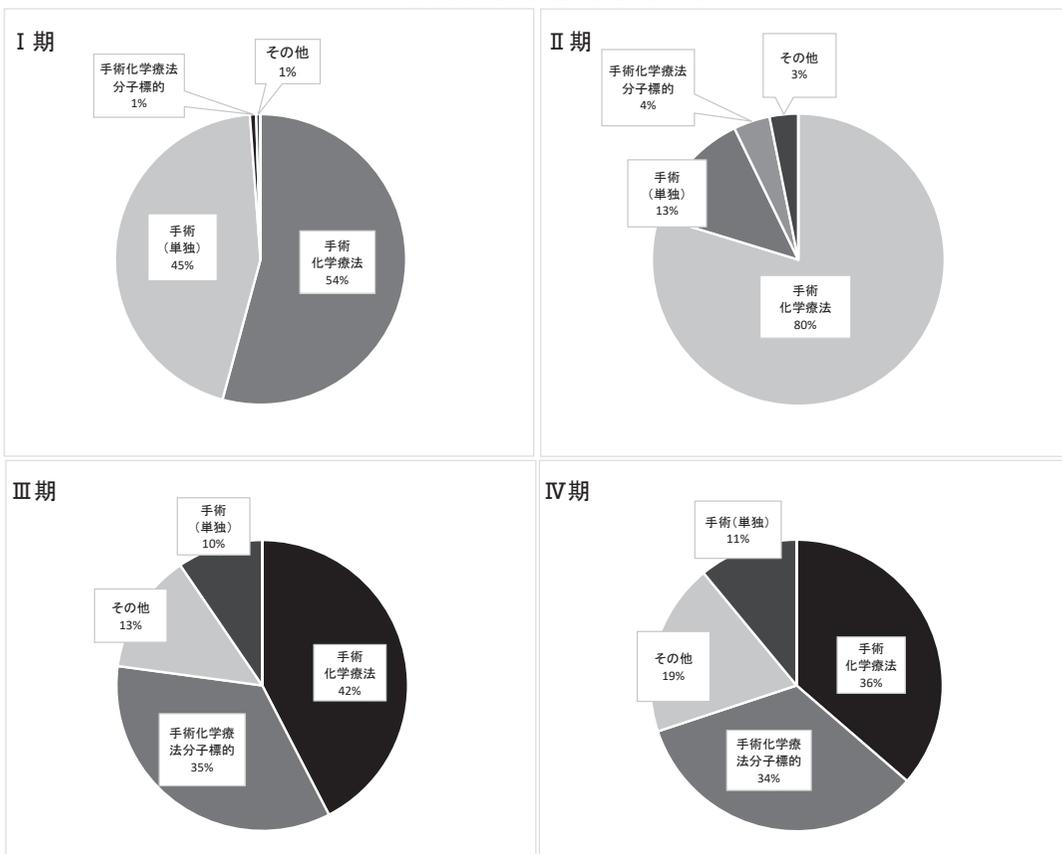 Ⅰ期
手術化学療法
分子標的
1%
その他
1%
手術
（単独）
45%
手術
化学療法
54%
Ⅱ期
手術化学療法
分子標的
4%
その他
3%
手術
（単独）
13%
手術
化学療法
80%
Ⅲ期
手術
（単独）
10%
その他
13%
手術
化学療法
42%
手術化学療
法分子標的
35%
Ⅳ期
手術（単独）
11%
その他
19%
手術
化学療法
36%
手術化学療
法分子標的
34%